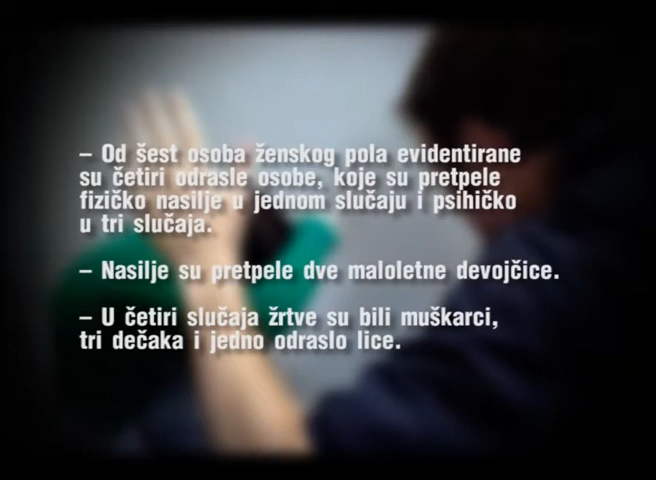 – Od šest osoba ženskog pola evidentirane
su četiri odrasle osobe, koje su pretpele
fizičko nasilje u jednom slučaju i psihičko
u tri slučaja.
– Nasilje su pretpele dve maloletne devojčice.
– U četiri slučaja žrtve su bili muškarci,
tri dečaka i jedno odraslo lice.